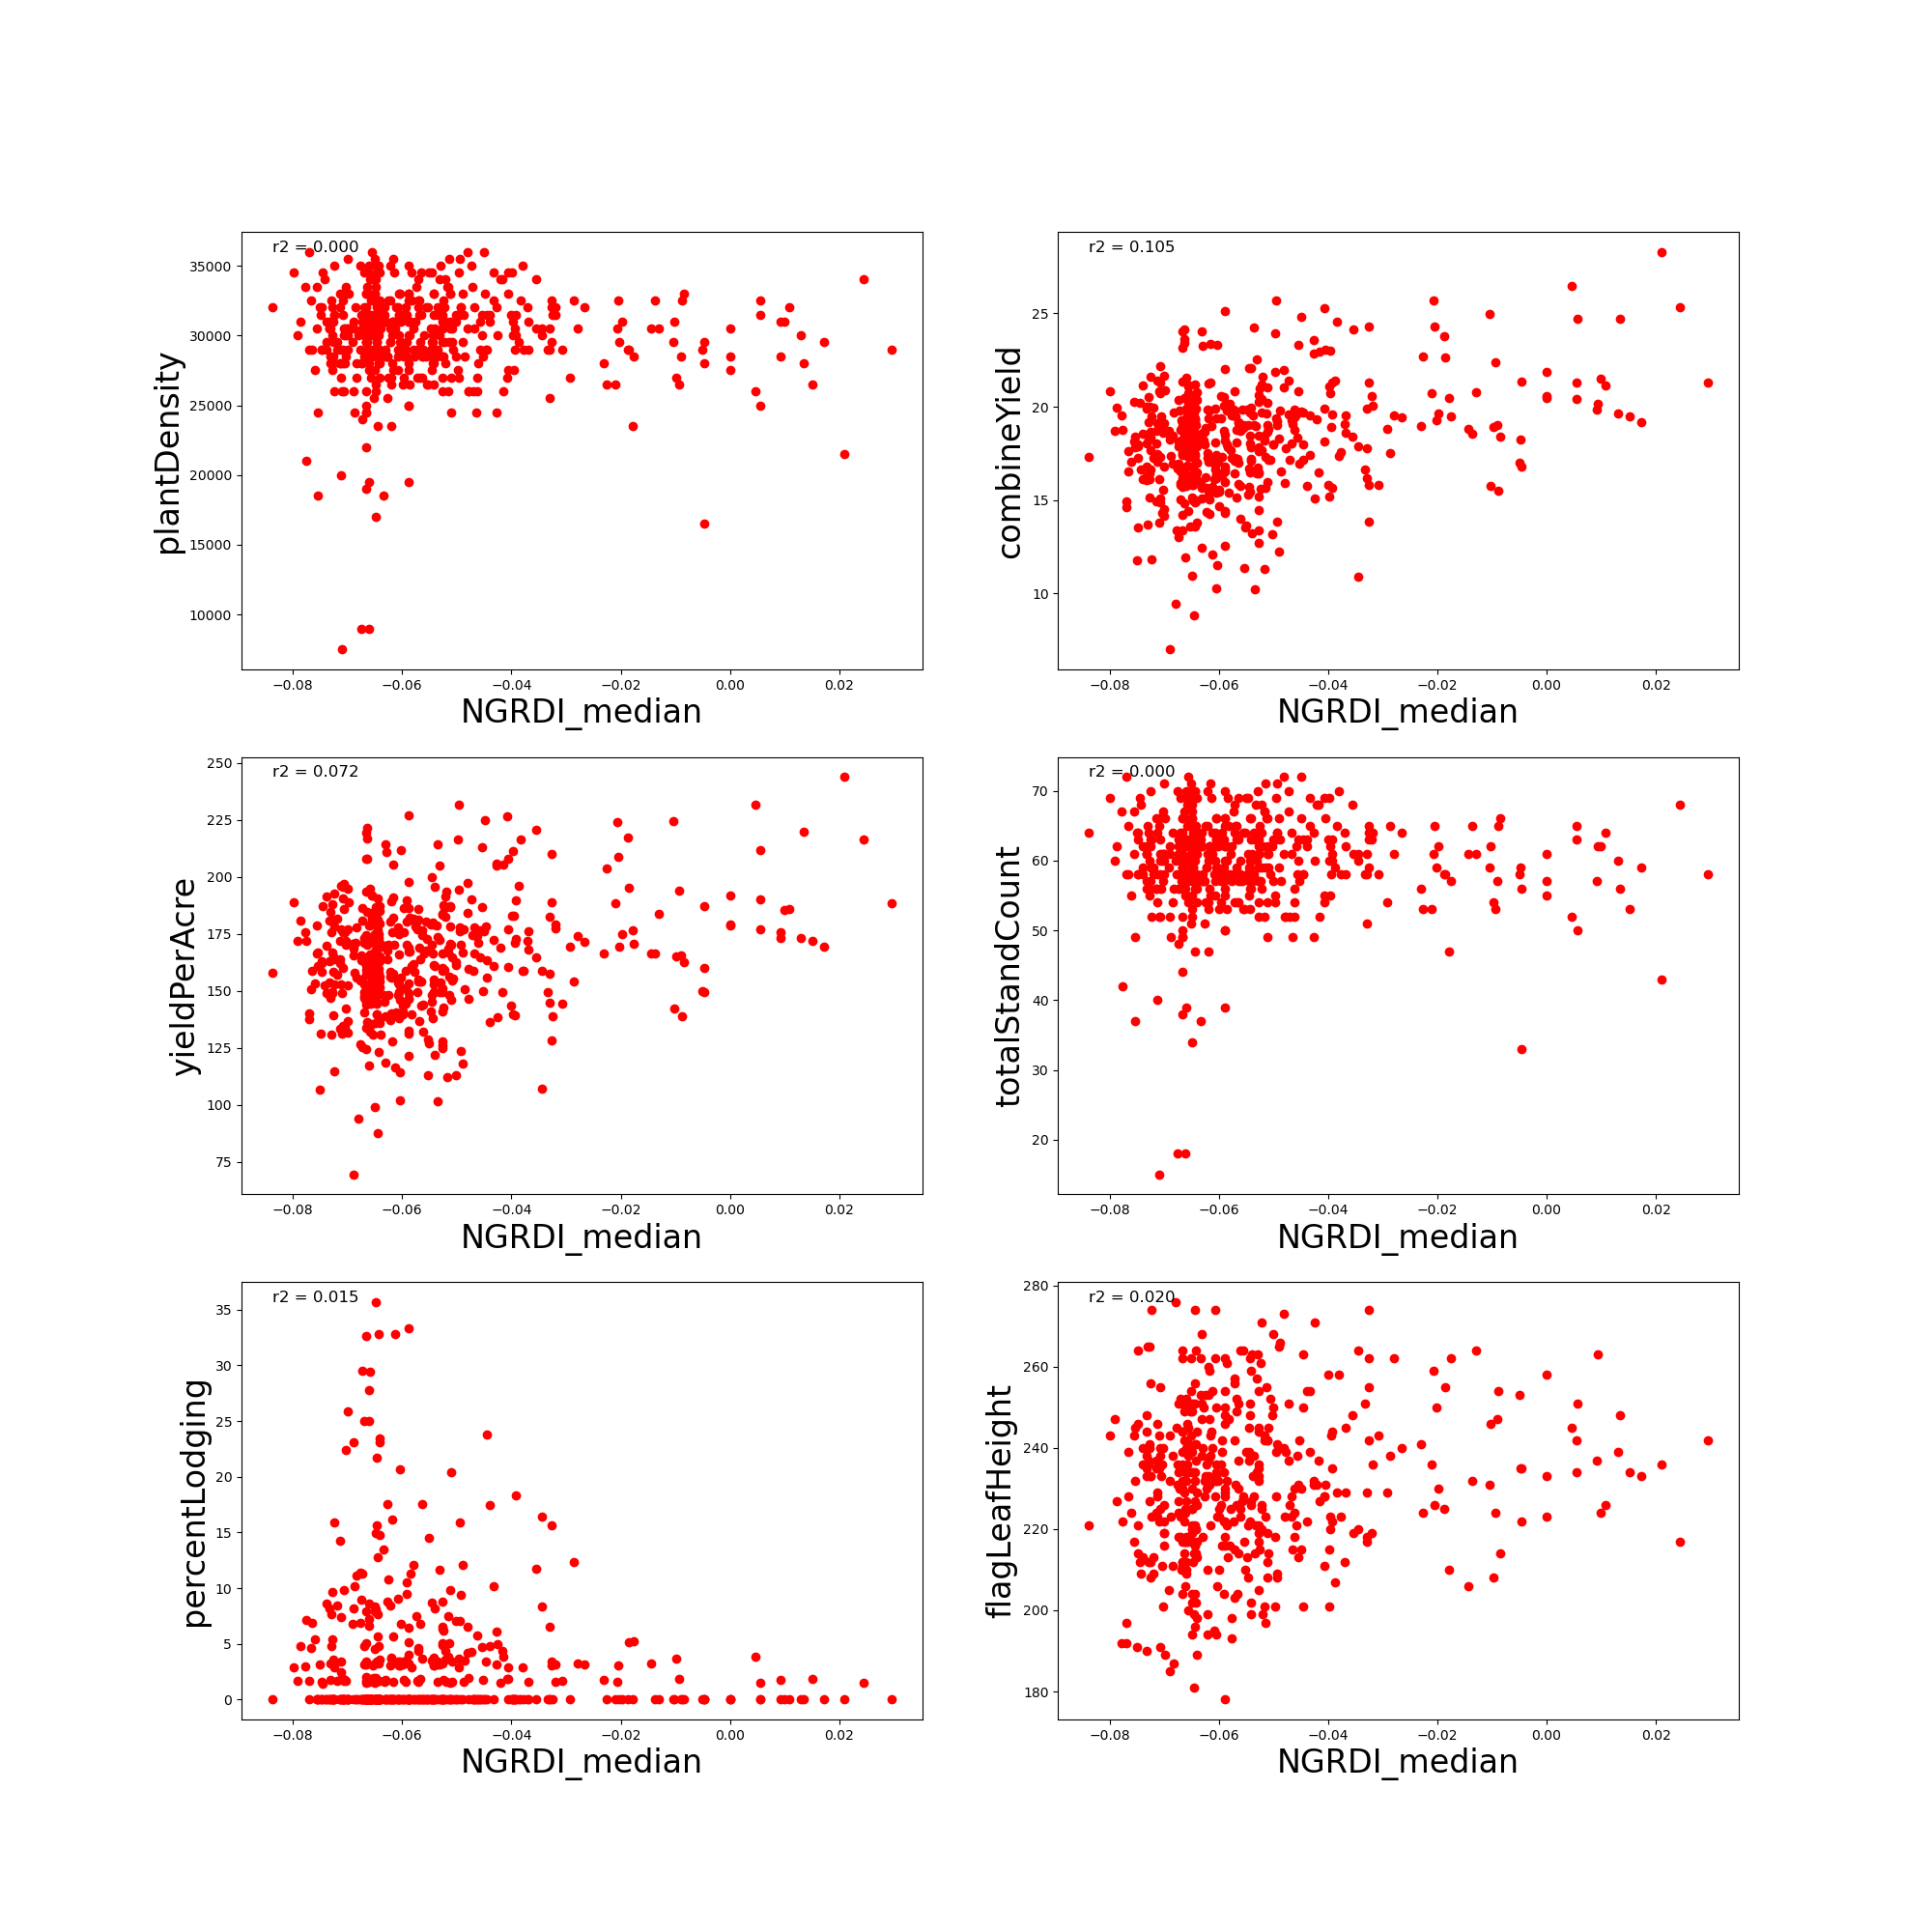 r2 = 0.000
35000
30000
25000
20000
15000
10000
plantDensity
−0.08 −0.06 −0.04 −0.02 0.00 0.02
NGRDI_median
r2 = 0.105
25
20
15
10
combineYield
−0.08 −0.06 −0.04 −0.02 0.00 0.02
NGRDI_median
r2 = 0.072
250
225
200
175
150
125
100
75
yieldPerAcre
−0.08 −0.06 −0.04 −0.02 0.00 0.02
NGRDI_median
r2 = 0.000
70
60
50
40
30
20
totalStandCount
−0.08 −0.06 −0.04 −0.02 0.00 0.02
NGRDI_median
r2 = 0.015
35
30
25
20
15
10
5
0
percentLodging
−0.08 −0.06 −0.04 −0.02 0.00 0.02
NGRDI_median
r2 = 0.020
280
260
240
220
200
180
flagLeafHeight
−0.08 −0.06 −0.04 −0.02 0.00 0.02
NGRDI_median